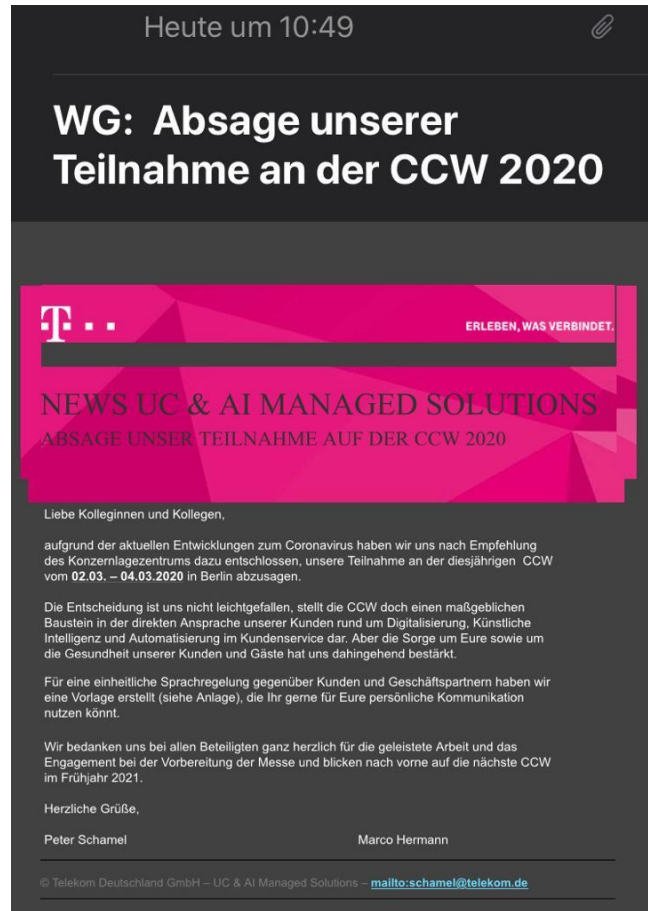 Heute um 10:49
WG: Absage unserer
Teilnahme an der CCW 2020
T
ERLEBEN, WAS VERBINDET.
NEWS UC & AI MANAGED SOLUTIONS
ABSAGE UNSER TEILNAHME AUF DER CCW 2020
Liebe Kolleginnen und Kollegen,
aufgrund der aktuellen Entwicklungen zum Coronavirus haben wir uns nach Empfehlung
des Konzernlagezentrums dazu entschlossen, unsere Teilnahme an der diesjährigen CCW
vom 02.03. – 04.03.2020 in Berlin abzusagen.
Die Entscheidung ist uns nicht leichtgefallen, stellt die CCW doch einen maßgeblichen
Baustein in der direkten Ansprache unserer Kunden rund um Digitalisierung, Künstliche
Intelligenz und Automatisierung im Kundenservice dar. Aber die Sorge um Eure sowie um
die Gesundheit unserer Kunden und Gäste hat uns dahingehend bestärkt.
Für eine einheitliche Sprachregelung gegenüber Kunden und Geschäftspartnern haben wir
eine Vorlage erstellt (siehe Anlage), die Ihr gerne für Eure persönliche Kommunikation
nutzen könnt.
Wir bedanken uns bei allen Beteiligten ganz herzlich für die geleistete Arbeit und das
Engagement bei der Vorbereitung der Messe und blicken nach vorne auf die nächste CCW
im Frühjahr 2021.
Herzliche Grüße,
Peter Schamel Marco Hermann
© Telekom Deutschland GmbH – UC & AI Managed Solutions – mailto:schamel@telekom.de